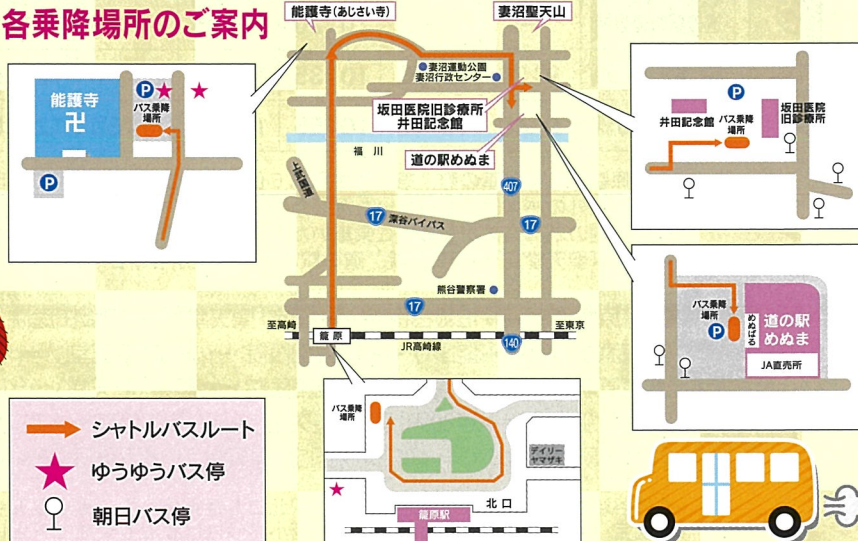 各乗降場所のご案内
能護寺(あじさい寺)
妻沼聖天山
妻沼運動公園
妻沼行政センター
坂田医院旧診療所
井田記念館
道の駅めぬま
福川
上武道路
407
17
深谷バイパス
17
熊谷警察署
17
至高崎
籠原
JR高崎線
140
至東京
能護寺
卍
P
バス乗降
場所
P
P
井田記念館
バス乗降
場所
坂田医院
旧診療所
バス乗降
場所
P
めぬぱる
道の駅
めぬま
JA直売所
バス乗降
場所
デイリー
ヤマザキ
北口
籠原駅
シャトルバスルート
ゆうゆうバス停
朝日バス停